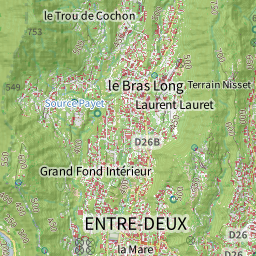 le Trou de Cochon
753
549
le Bras Long
Terrain Nisset
Source Payet
Laurent Lauret
D26B
Grand Fond Intérieur
ENTRE-DEUX
D26
la Mare
D26